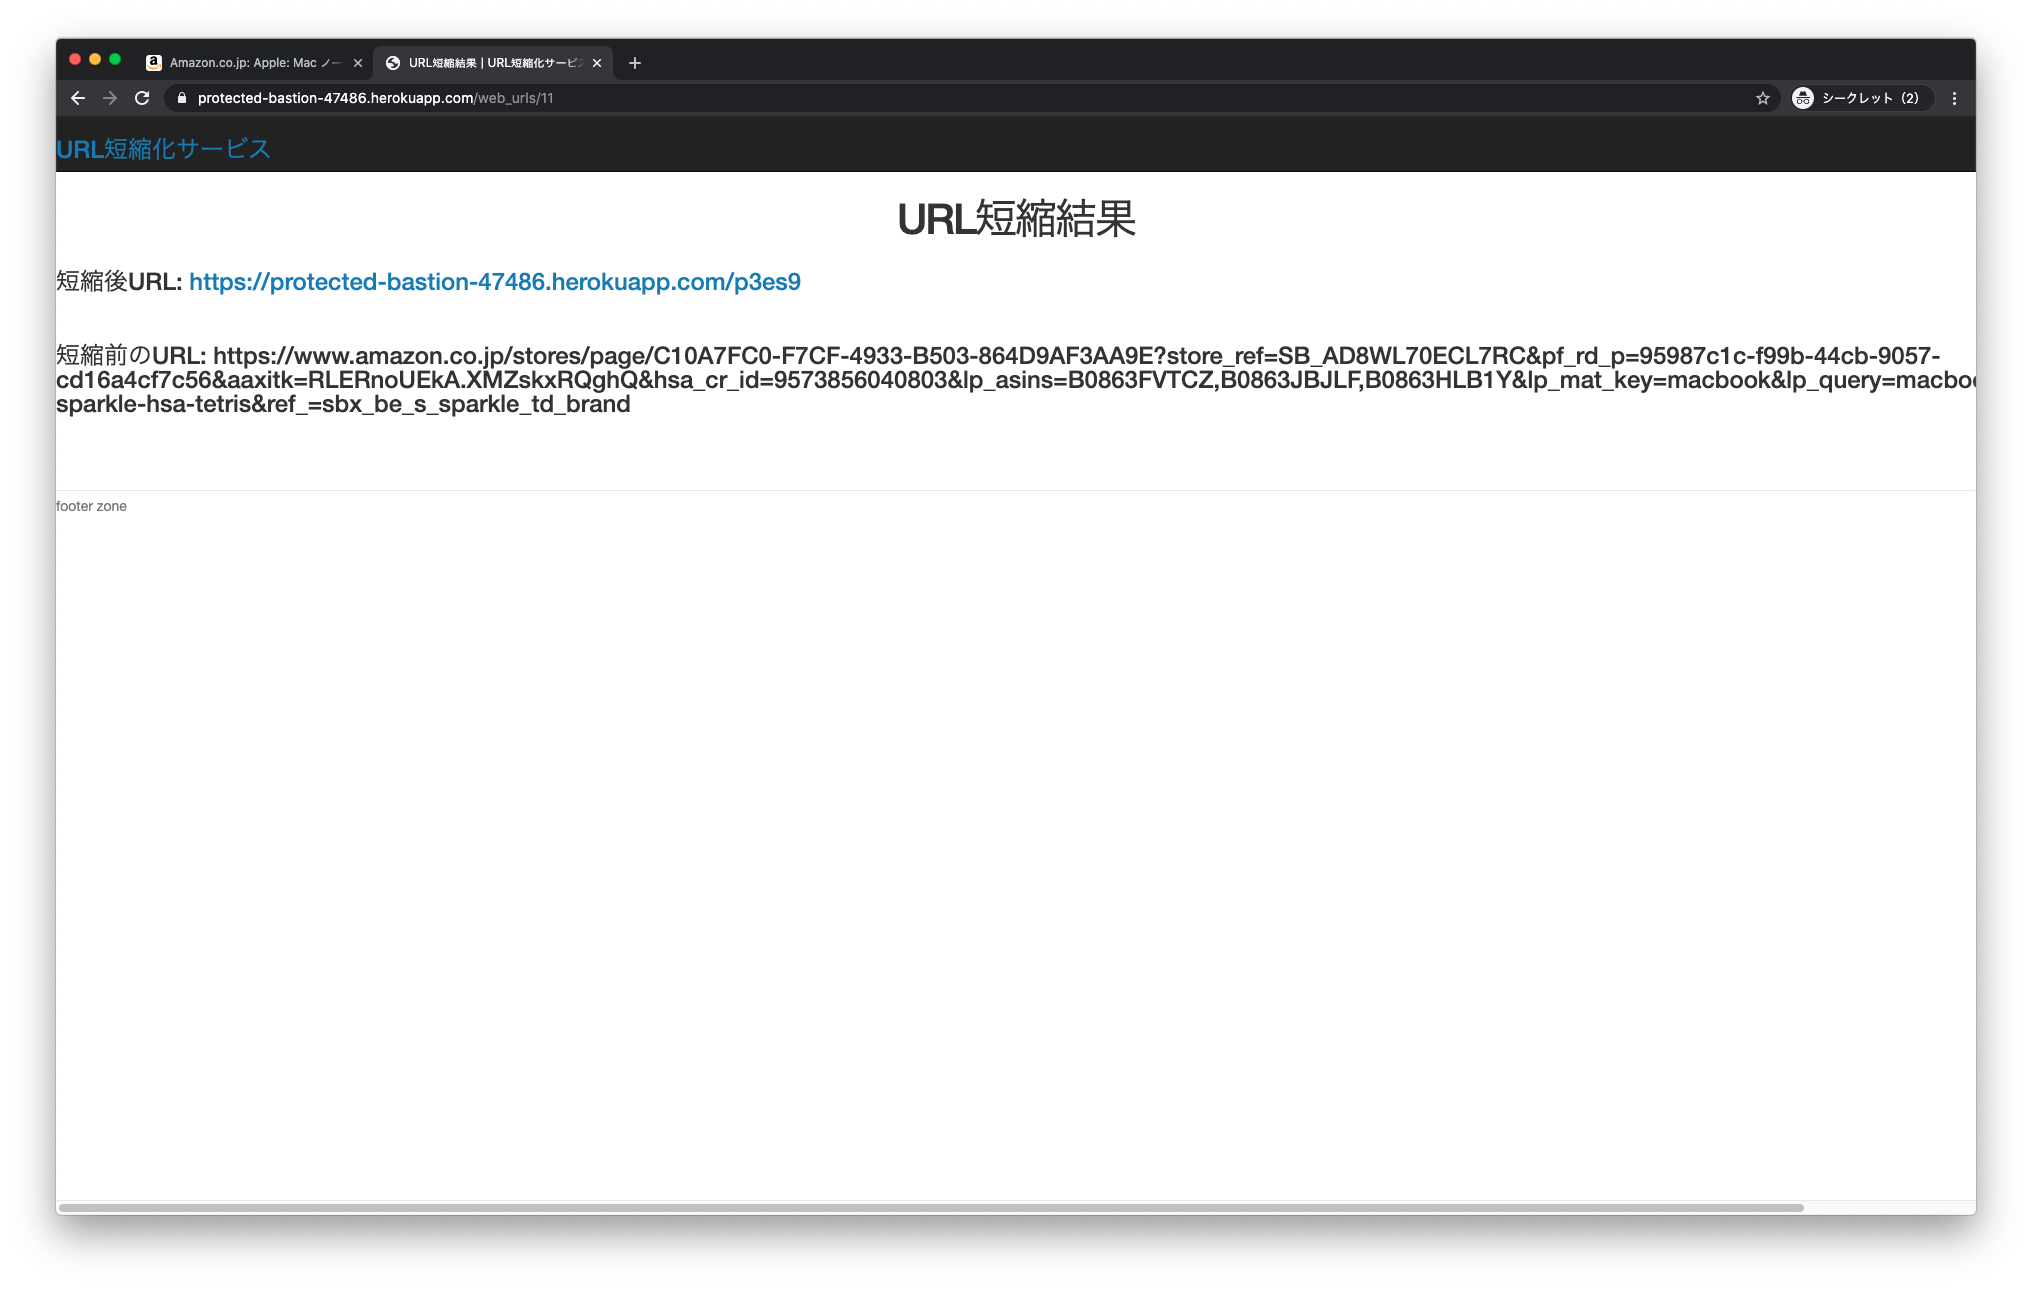 Amazon.co.jp: Apple: Mac ノー
URL短縮結果 | URL短縮化サービス
protected-bastion-47486.herokuapp.com/web_urls/11
シークレット (2)
URL短縮化サービス
URL短縮結果
短縮後URL: https://protected-bastion-47486.herokuapp.com/p3es9
短縮前のURL: https://www.amazon.co.jp/stores/page/C10A7FC0-F7CF-4933-B503-864D9AF3AA9E?store_ref=SB_AD8WL70ECL7RC&pf_rd_p=95987c1c-f99b-44cb-9057-
cd16a4cf7c56&aaxitk=RLERnoUEkA.XMZskxRQghQ&hsa_cr_id=9573856040803&lp_asins=B0863FVTCZ,B0863JBJLF,B0863HLB1Y&lp_mat_key=macbook&lp_query=macboo
sparkle-hsa-tetris&ref_=sbx_be_s_sparkle_td_brand
footer zone